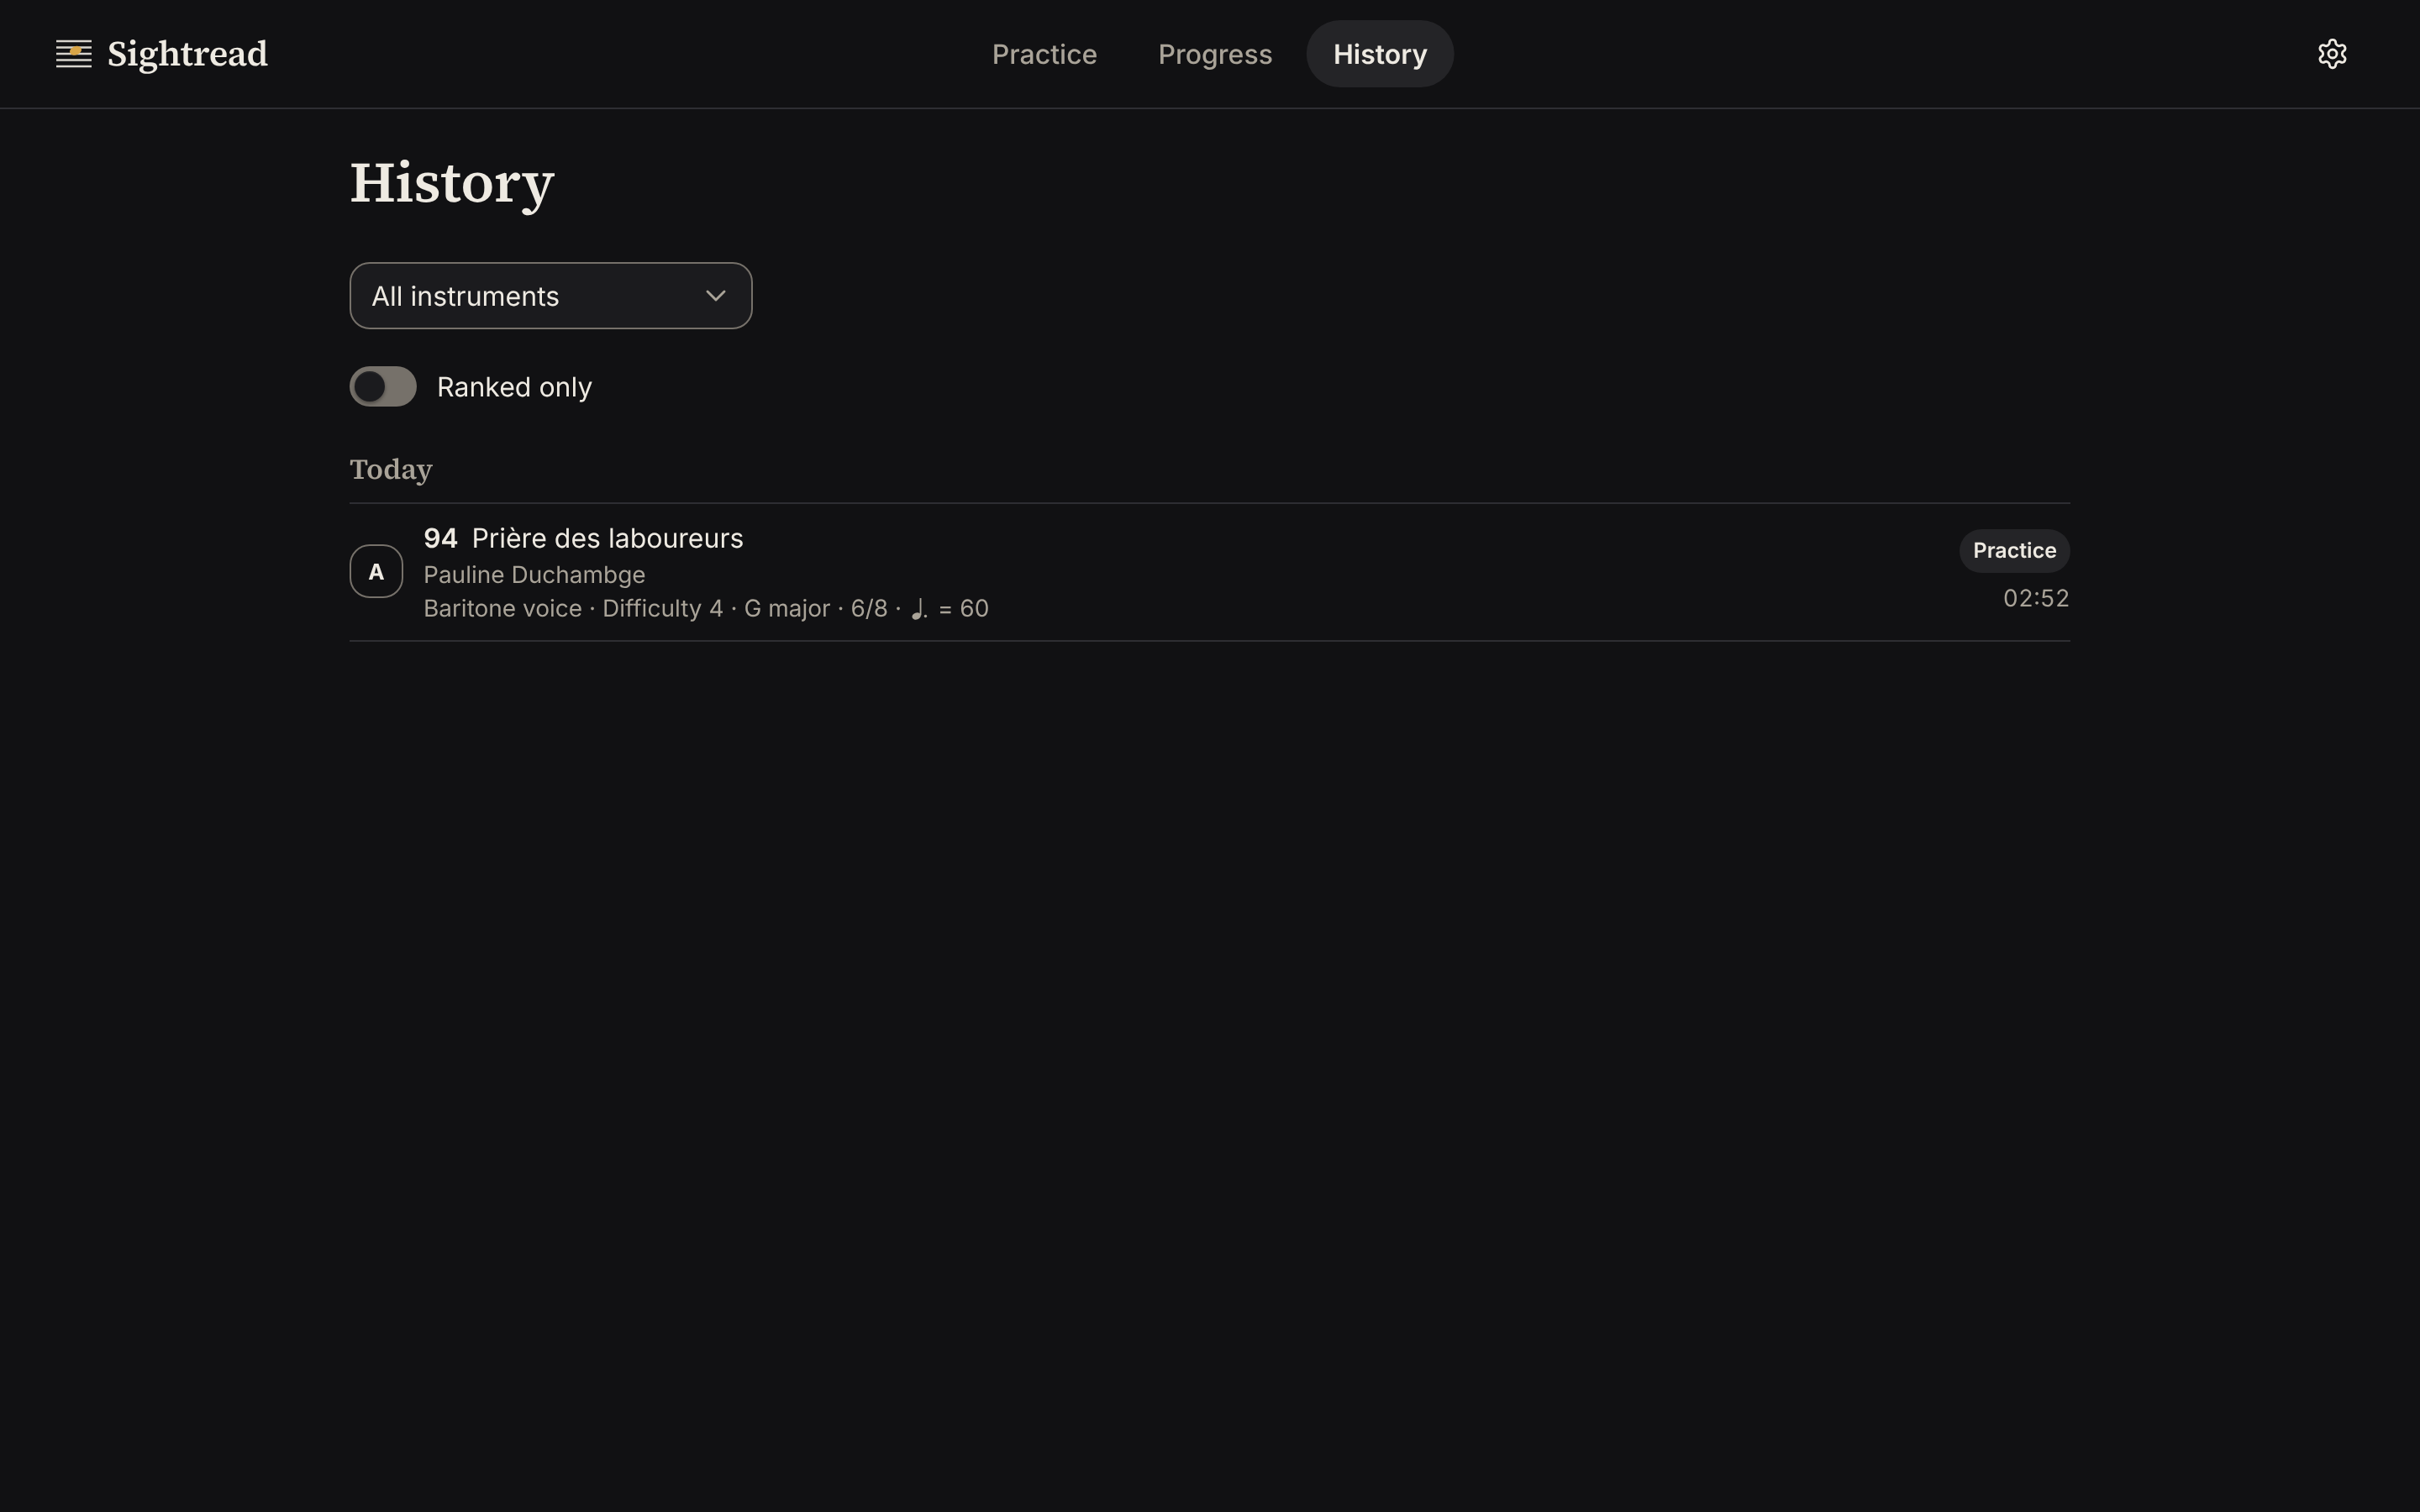 Sightread
Practice
Progress
History
History
All instruments
Ranked only
Today
A
94 Prière des laboureurs
Pauline Duchambge
Baritone voice · Difficulty 4 · G major · 6/8 · ♩. = 60
Practice
02:52